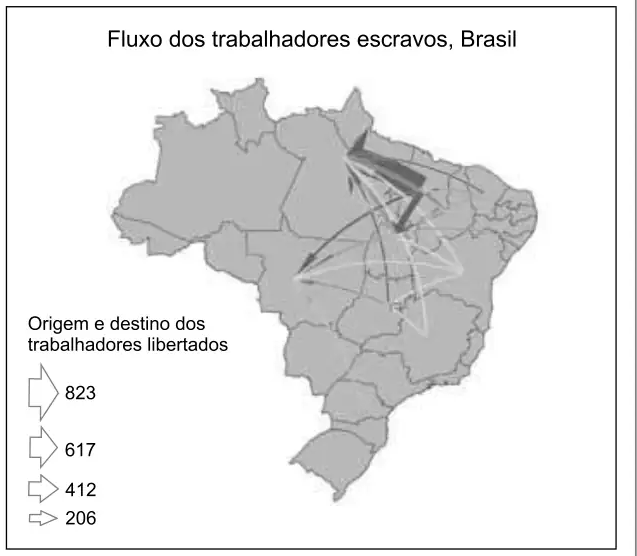 Fluxo dos trabalhadores escravos, Brasil
Origem e destino dos
trabalhadores libertados
823
617
412
206